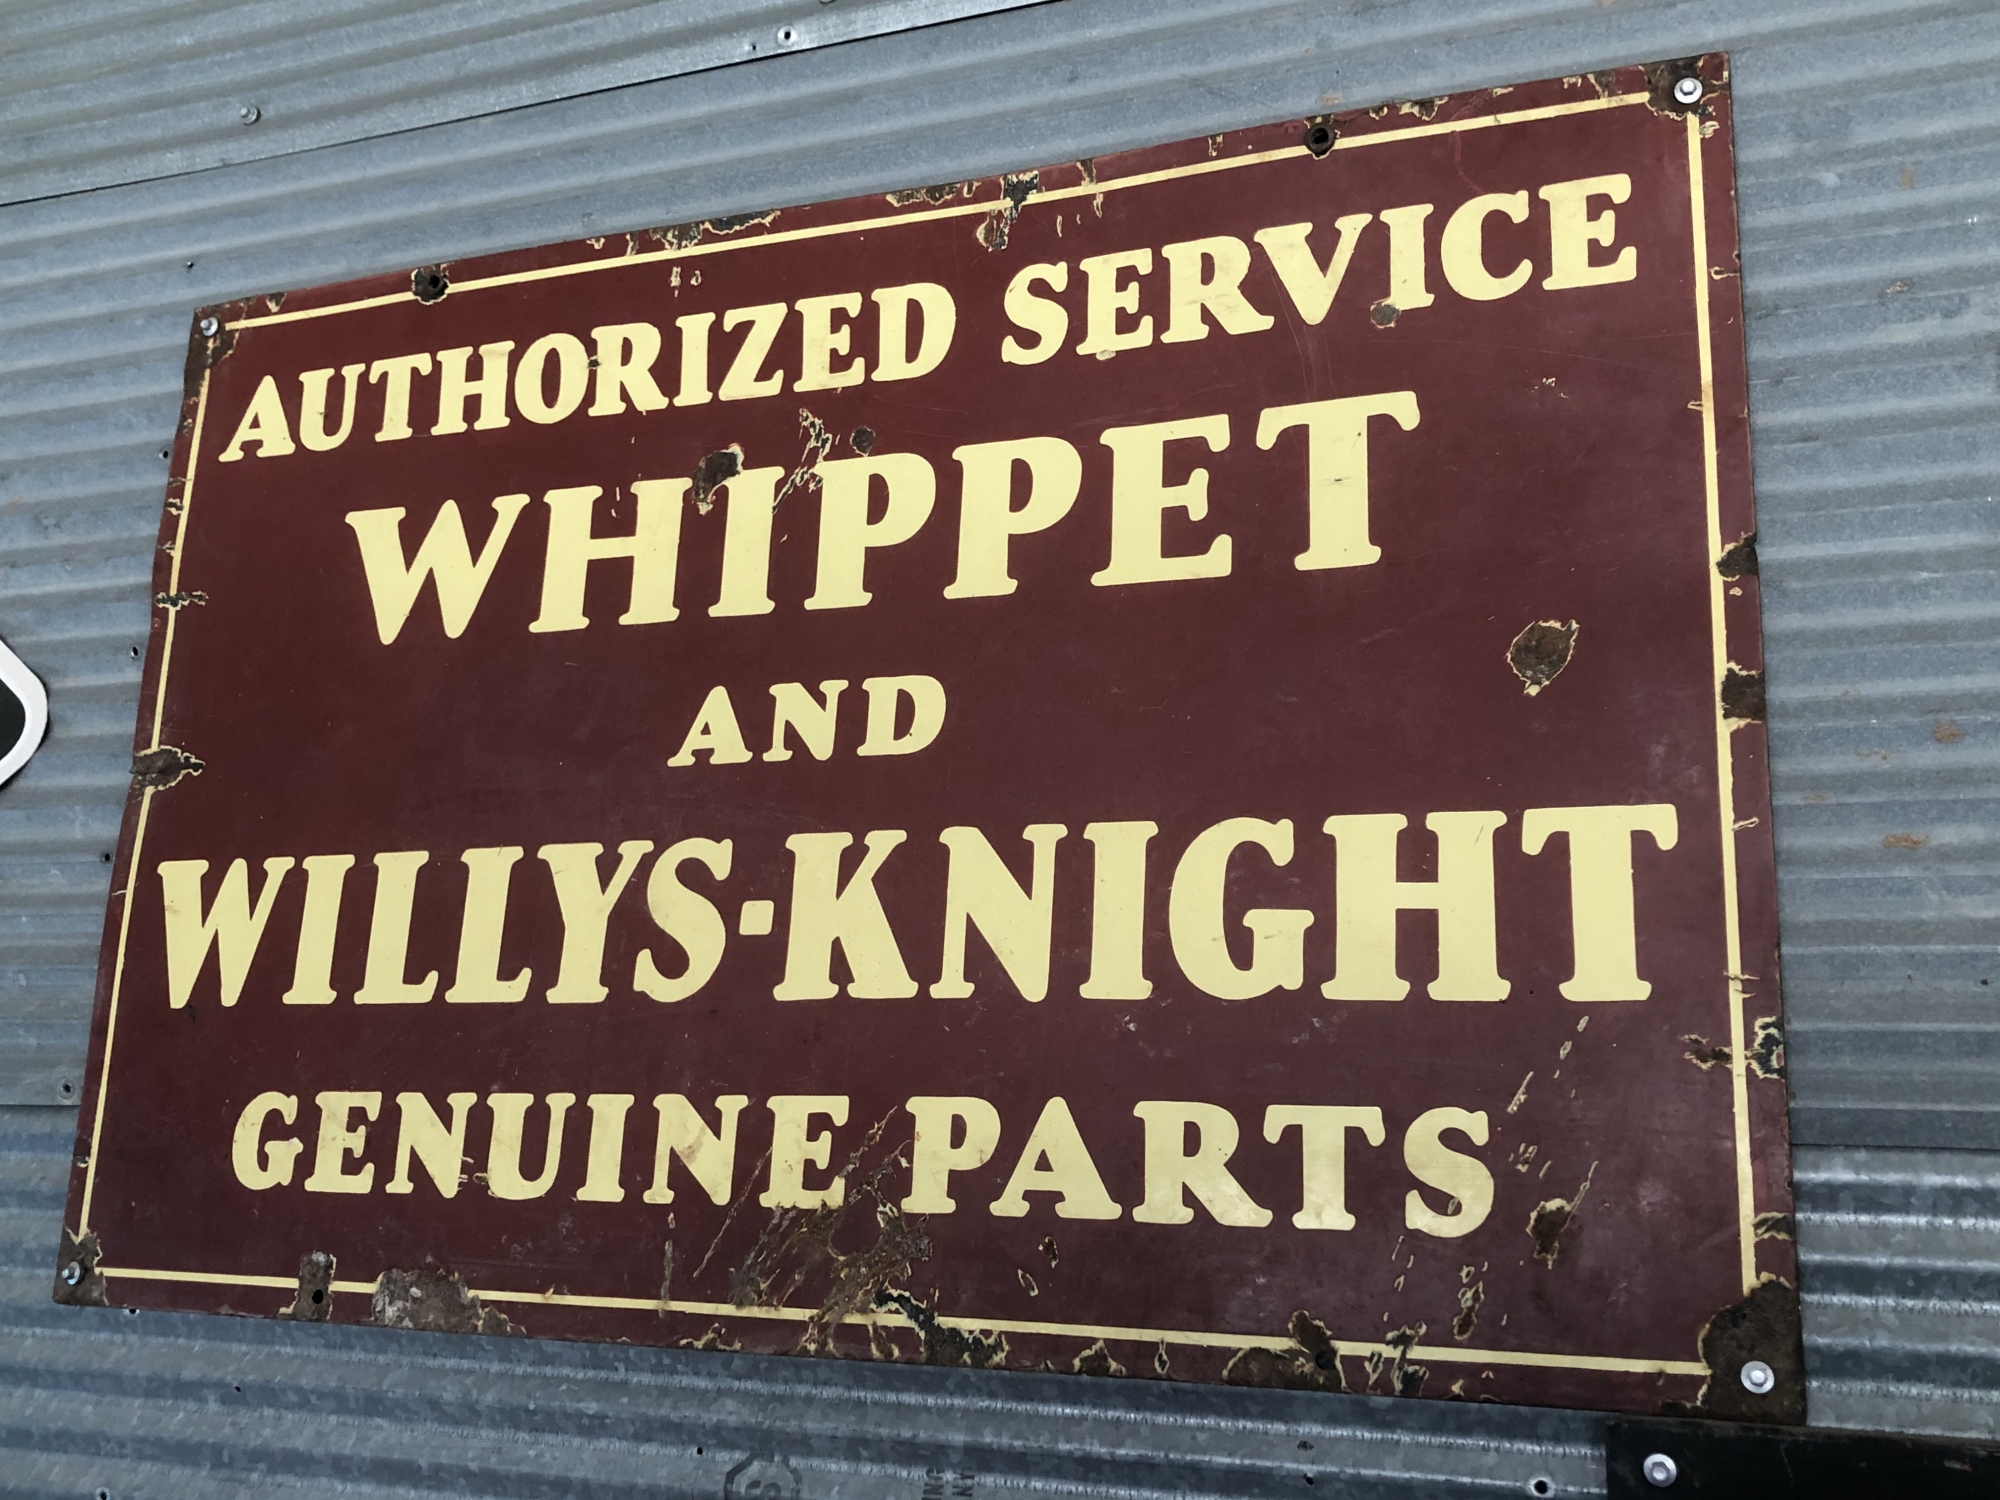 AUTHORIZED SERVICE
WHIPPET
AND
WILLYS-KNIGHT
GENUINE PARTS